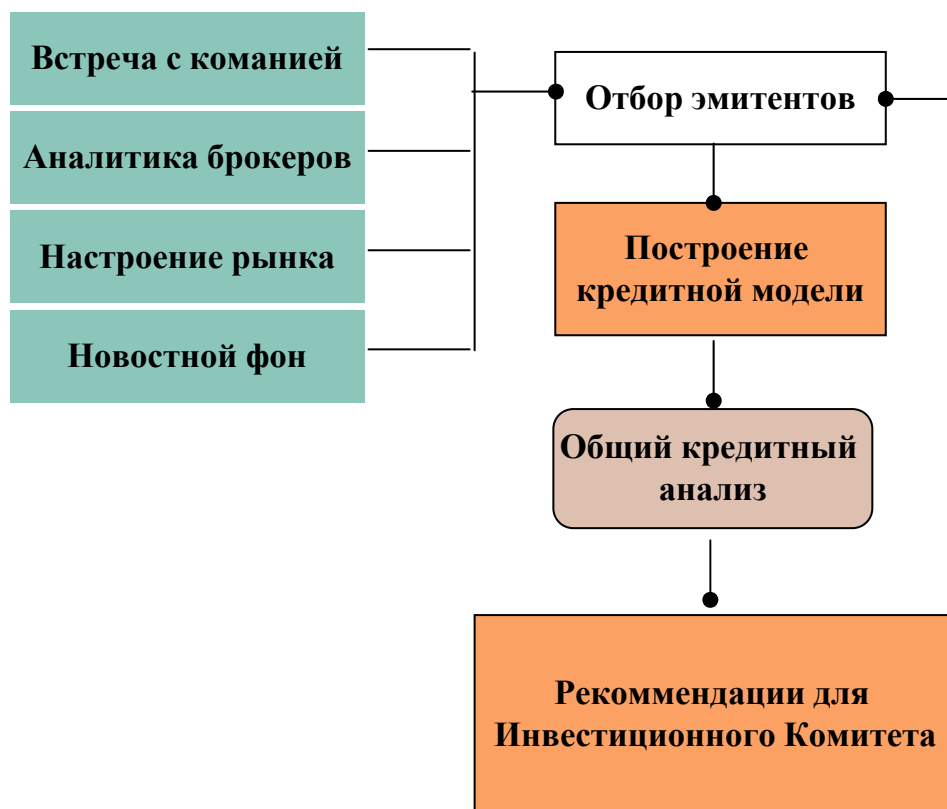 Встреча с команией
Аналитика брокеров
Настроение рынка
Новостной фон
Отбор эмитентов
Построение
кредитной модели
Общий кредитный
анализ
Рекоммендации для
Инвестиционного Комитета